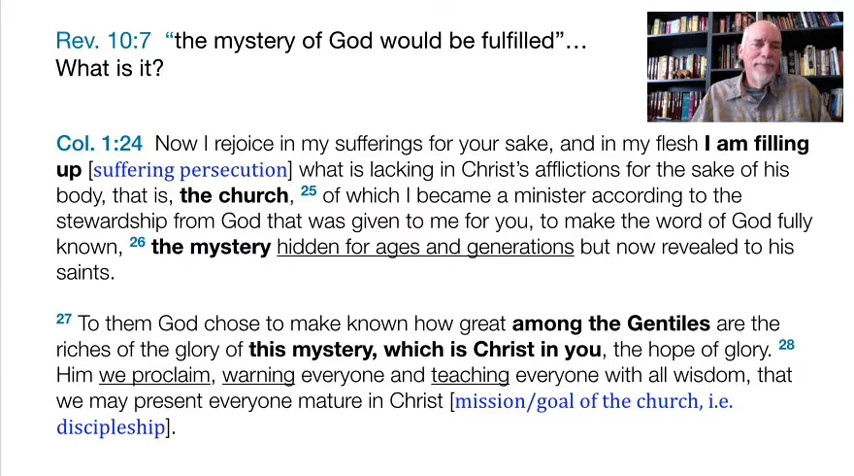 Rev. 10:7 “the mystery of God would be fulfilled”…
What is it?
Col. 1:24 Now I rejoice in my sufferings for your sake, and in my flesh I am filling
up [suffering persecution] what is lacking in Christ’s afflictions for the sake of his
body, that is, the church, 25 of which I became a minister according to the
stewardship from God that was given to me for you, to make the word of God fully
known, 26 the mystery hidden for ages and generations but now revealed to his
saints.
27 To them God chose to make known how great among the Gentiles are the
riches of the glory of this mystery, which is Christ in you, the hope of glory. 28
Him we proclaim, warning everyone and teaching everyone with all wisdom, that
we may present everyone mature in Christ [mission/goal of the church, i.e.
discipleship].